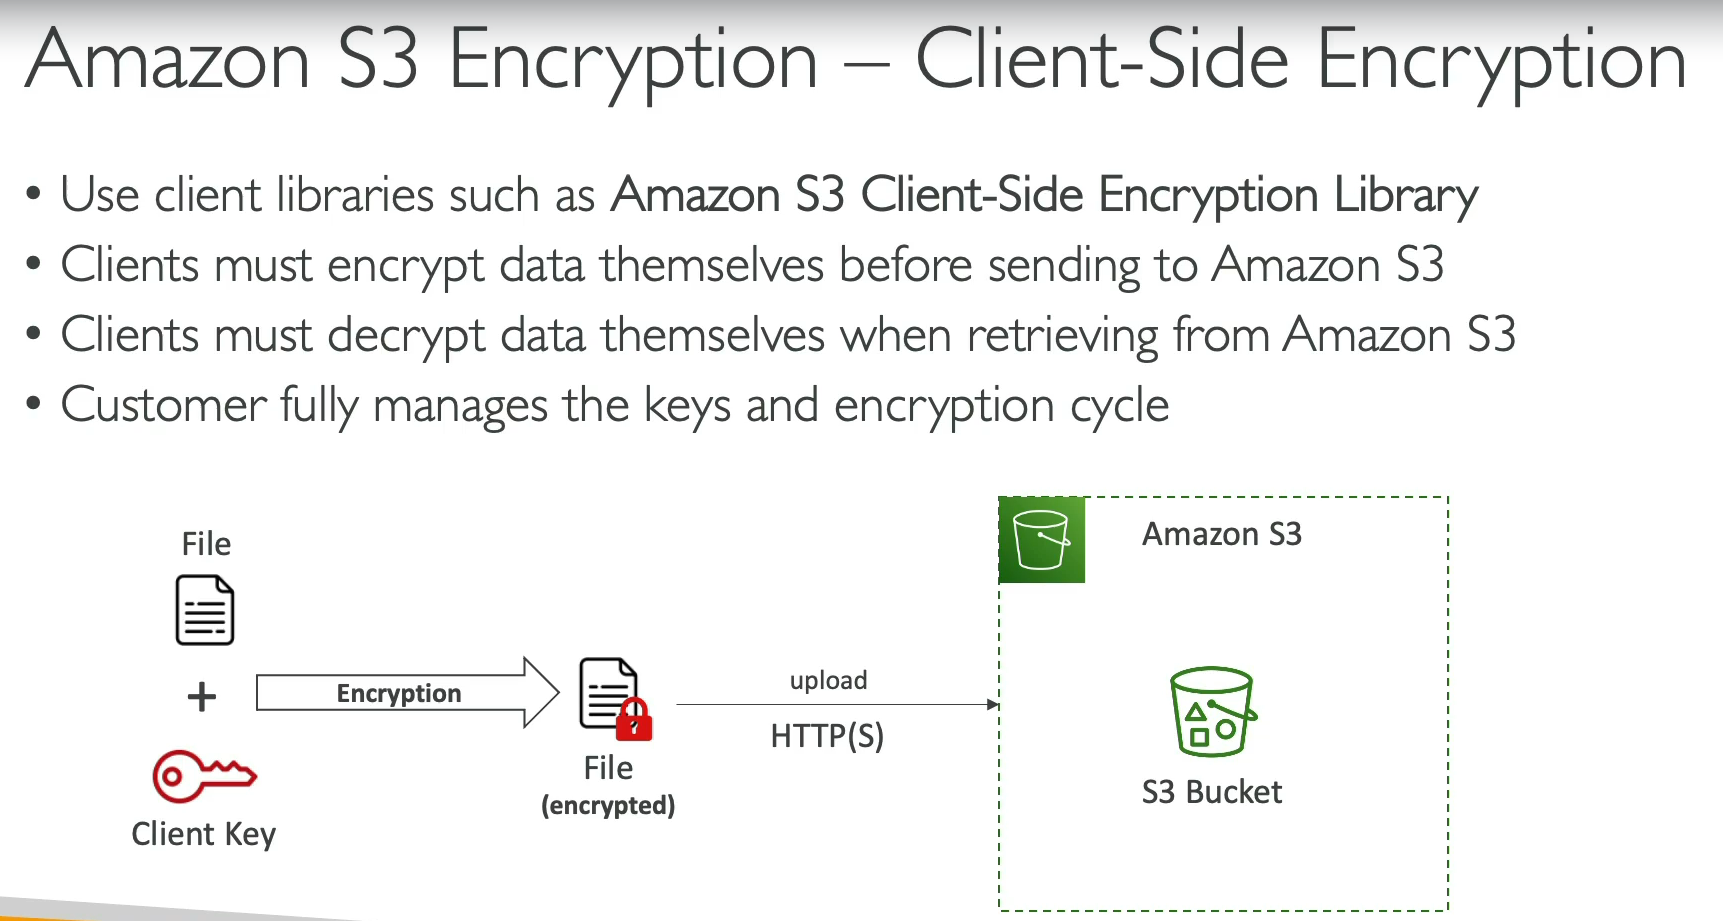 Amazon S3 Encryption – Client-Side Encryption
• Use client libraries such as Amazon S3 Client-Side Encryption Library
• Clients must encrypt data themselves before sending to Amazon S3
• Clients must decrypt data themselves when retrieving from Amazon S3
• Customer fully manages the keys and encryption cycle
File
+
Client Key
Encryption
?
File
(encrypted)
upload
HTTP(S)
Amazon S3
S3 Bucket